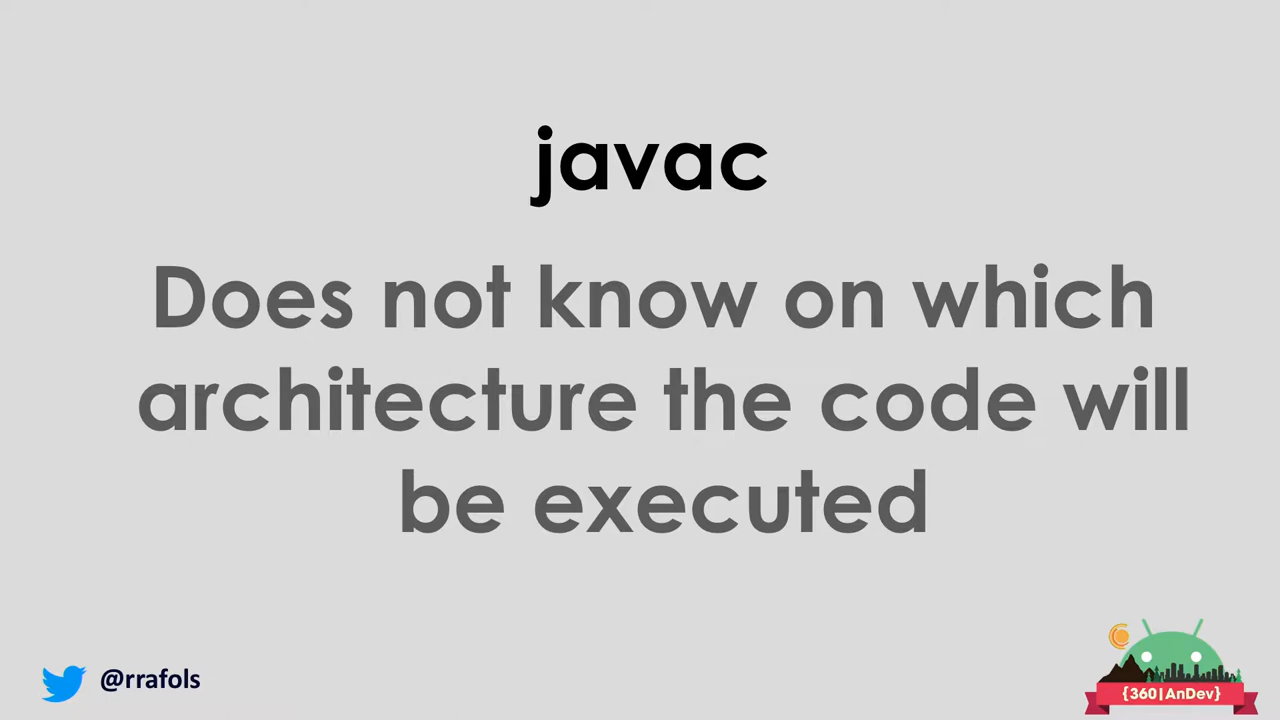 javac
Does not know on which
architecture the code will
be executed
@rrafols
{360|AnDev}